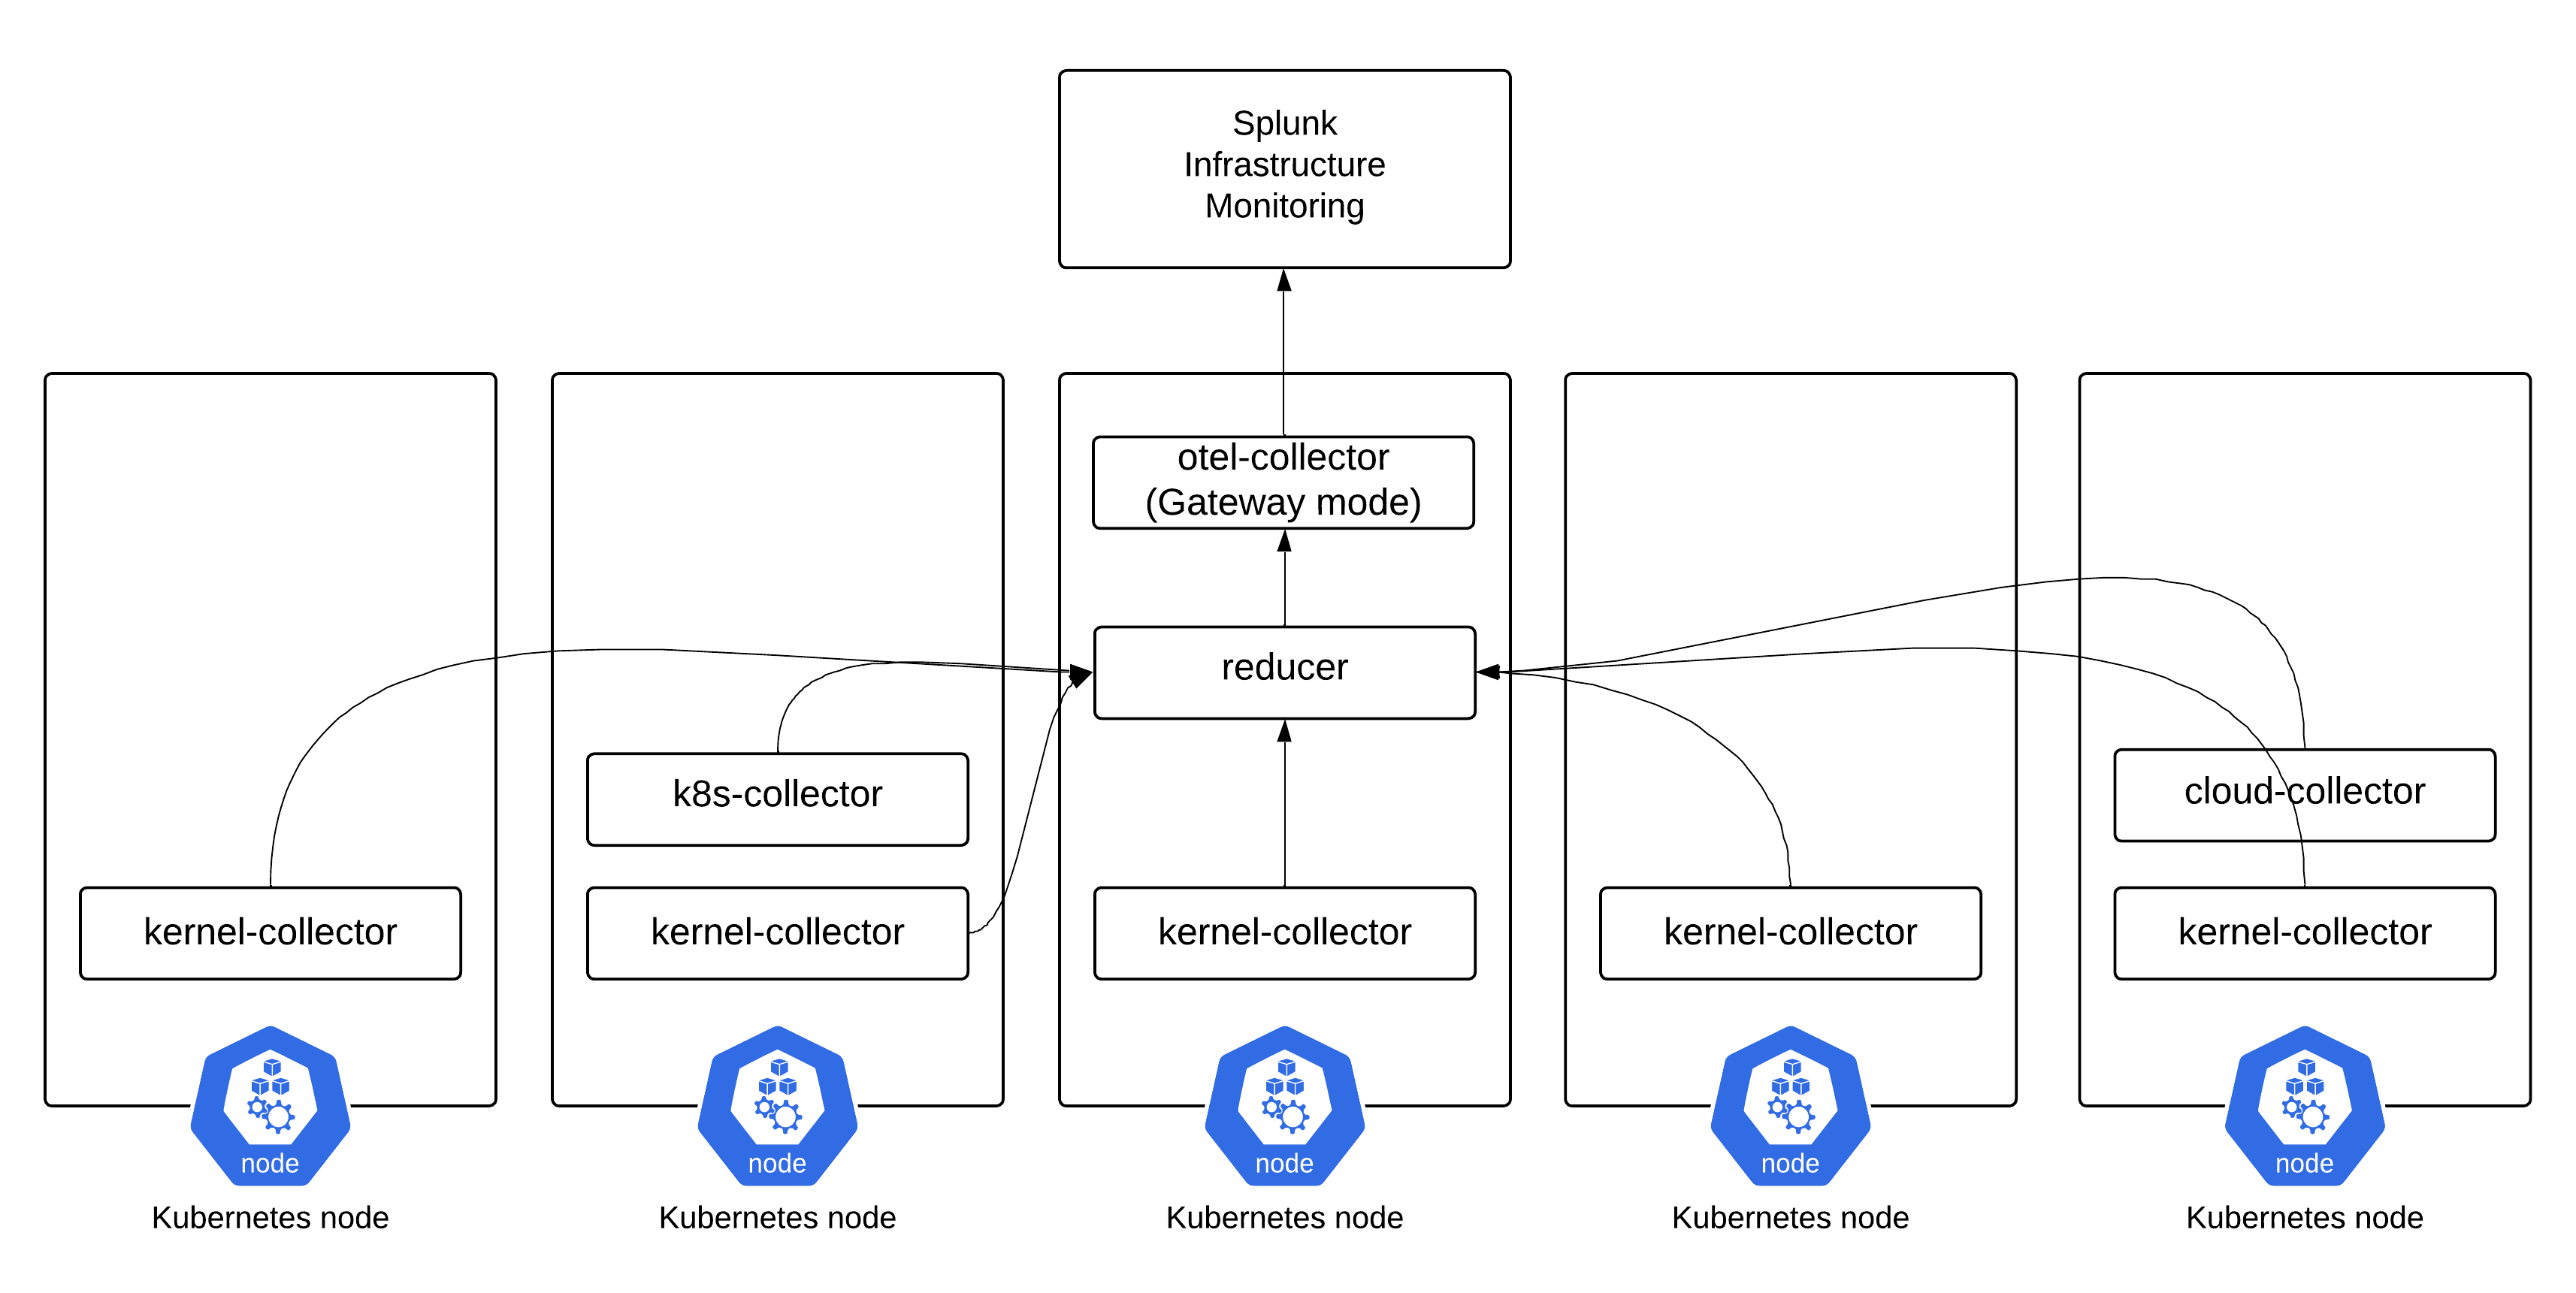 Splunk
Infrastructure
Monitoring
otel-collector
(Gateway mode)
reducer
k8s-collector
cloud-collector
kernel-collector
kernel-collector
kernel-collector
kernel-collector
kernel-collector
node
node
node
node
node
Kubernetes node
Kubernetes node
Kubernetes node
Kubernetes node
Kubernetes node